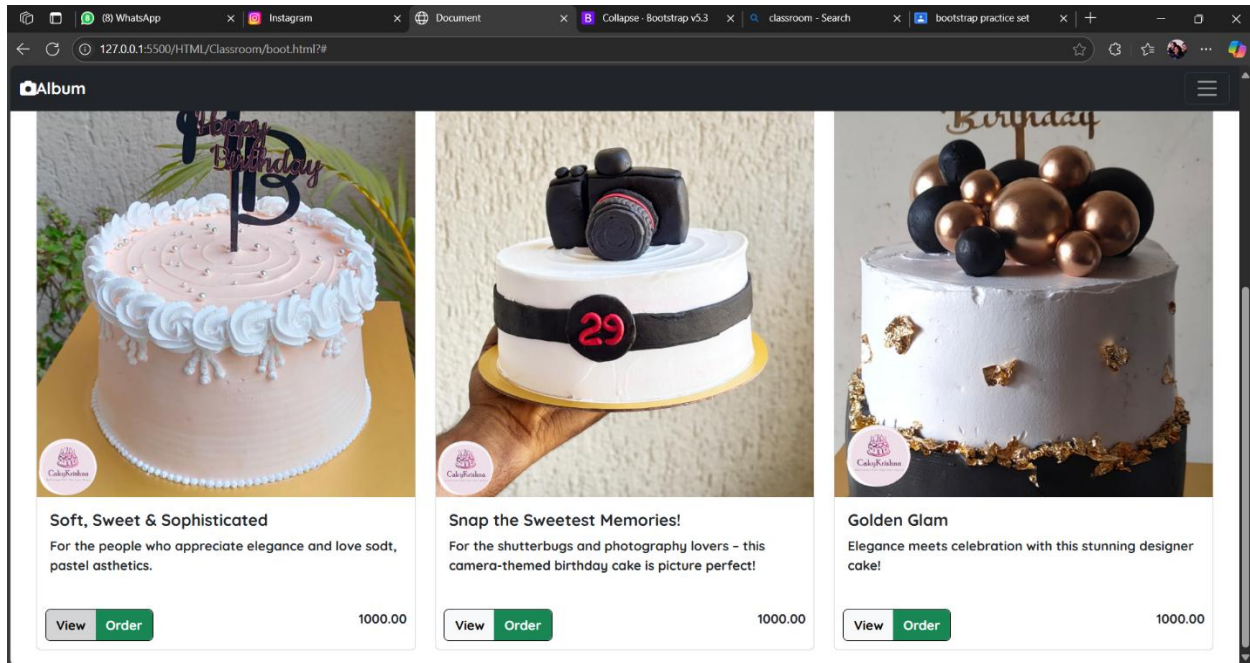 (8) WhatsApp
Instagram
Document
Collapse · Bootstrap v5.3
classroom - Search
bootstrap practice set
127.0.0.1:5500/HTML/Classroom/boot.html?#
Album
Happy
Birthday
29
Birthday
CakyKrishna
CakyKrishna
CakyKrishna
Soft, Sweet & Sophisticated
For the people who appreciate elegance and love sodt,
pastel asthetics.
View Order 1000.00
Snap the Sweetest Memories!
For the shutterbugs and photography lovers – this
camera-themed birthday cake is picture perfect!
View Order 1000.00
Golden Glam
Elegance meets celebration with this stunning designer
cake!
View Order 1000.00